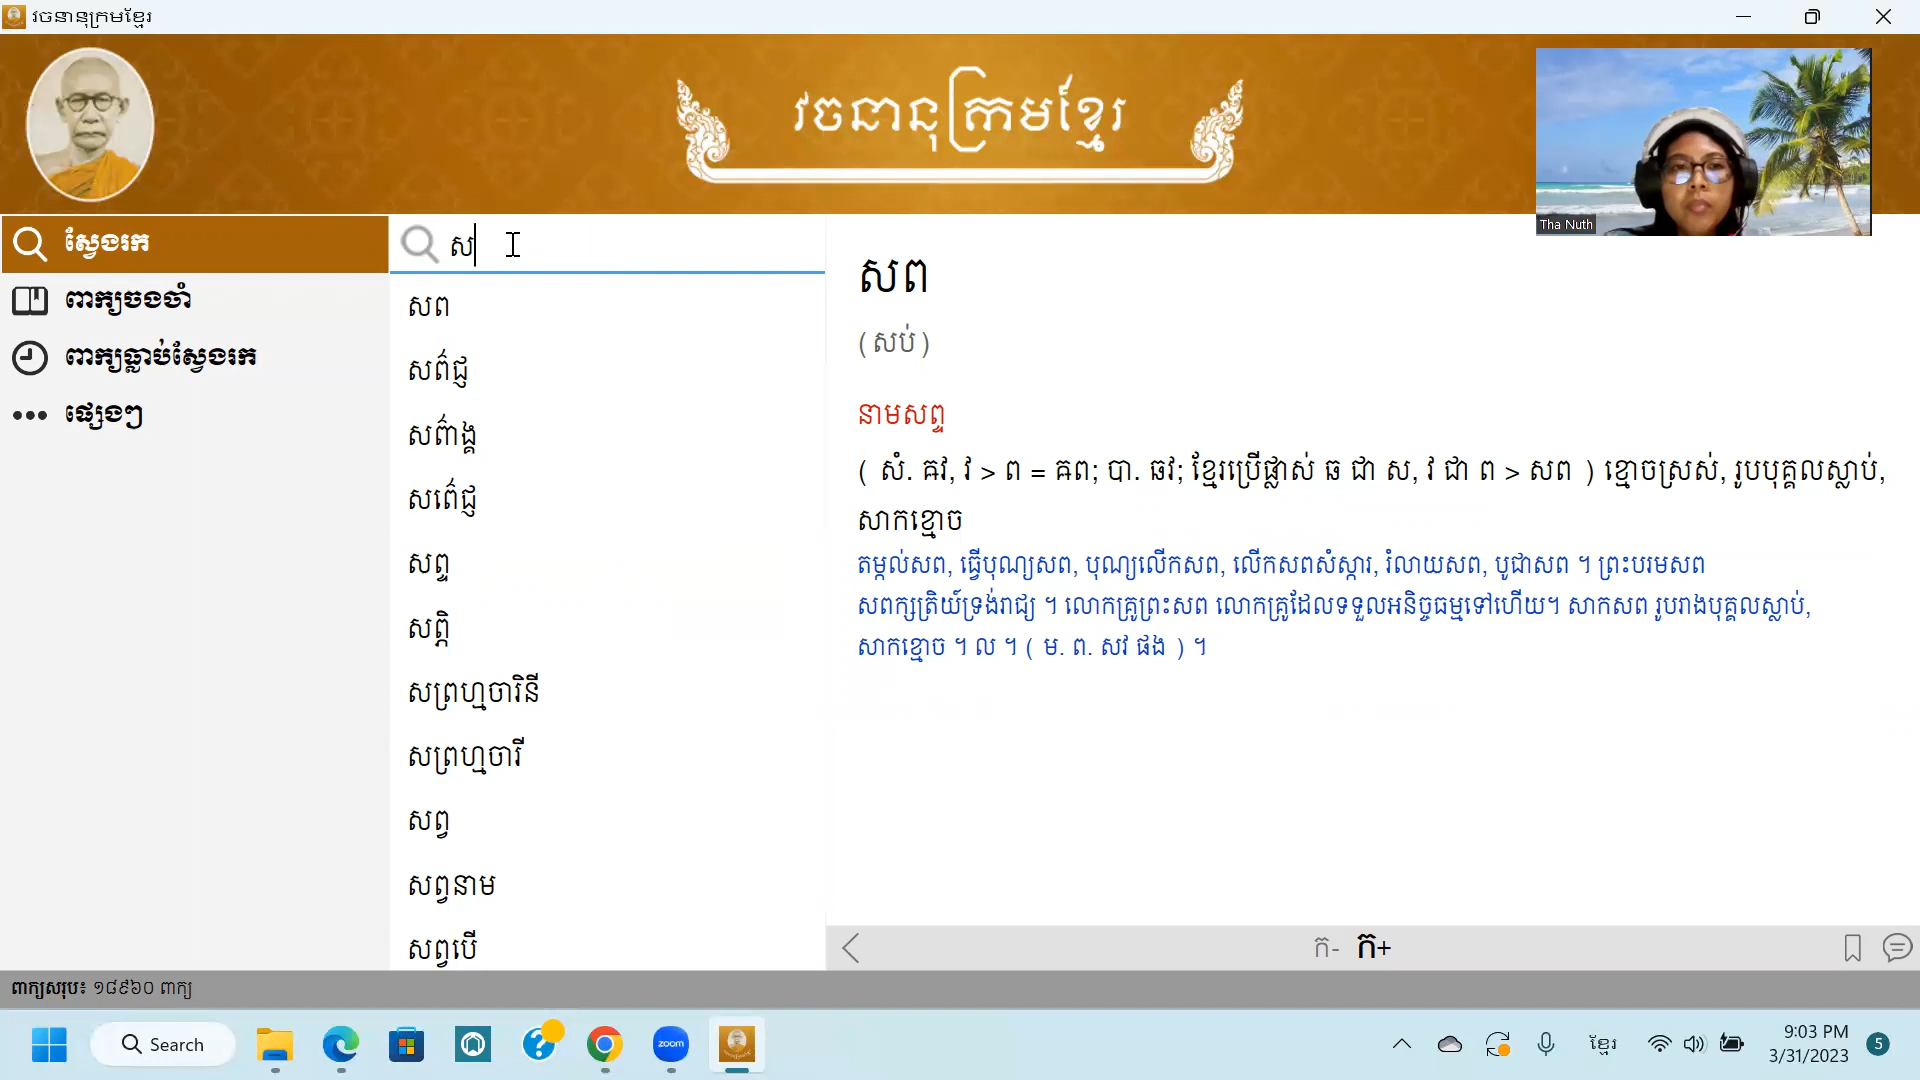 វចនានុក្រមខ្មែរ
វចនានុក្រមខ្មែរ
Tha Nuth
ស្វែងរក
ស
ពាក្យចងចាំ
ពាក្យធ្លាប់ស្វែងរក
ផ្សេងៗ
សព
សព៌ជ្ញ
សព៌ាង្គ
សព៌េជ្ញ
សព្ទ
សព្ភិ
សព្រហ្មចារិនី
សព្រហ្មចារី
សព្វ
សព្វនាម
សព្វបើ
សព
(សប់)
នាមសព្ទ
( សំ. ឝវ, វ > ព = ឝព; បា. ឆវ; ខ្មែរប្រើផ្លាស់ ឆ ជា ស, វ ជា ព > សព ) ខ្មោចស្រស់, រូបបុគ្គលស្លាប់,
សាកខ្មោច
តម្កល់សព, ធ្វើបុណ្យសព, បុណ្យលើកសព, លើកសពសំស្ការ, រំលាយសព, បូជាសព ។ ព្រះបរមសព
សពក្សត្រិយ៍ទ្រង់រាជ្យ ។ លោកគ្រូព្រះសព លោកគ្រូដែលទទួលអនិច្ចធម្មទៅហើយ។ សាកសព រូបរាងបុគ្គលស្លាប់,
សាកខ្មោច ។ ល ។ ( ម. ព. សវ ផង ) ។
ក៊- ក៊+
ពាក្យសរុប៖ ១៨៩៦០ ពាក្យ
Search
zoom
ខ្មែរ
9:03 PM
3/31/2023
5